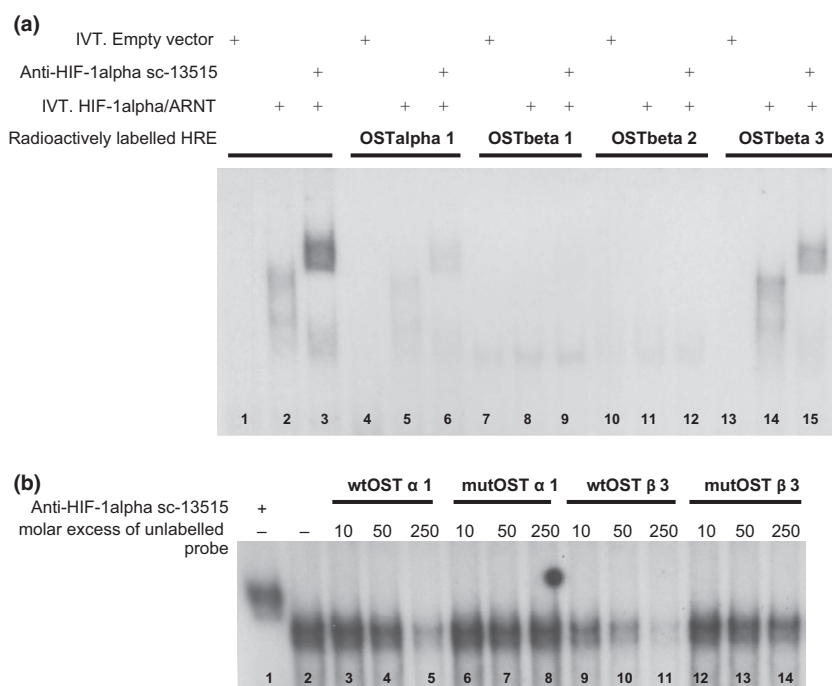 (a)
IVT. Empty vector + + + + +
Anti-HIF-1alpha sc-13515 + + + + +
IVT. HIF-1alpha/ARNT + + + + + + + + + +
Radioactively labelled HRE OSTalpha 1 OSTbeta 1 OSTbeta 2 OSTbeta 3
1 2 3 4 5 6 7 8 9 10 11 12 13 14 15
(b)
wtOST α 1 mutOST α 1 wtOST β 3 mutOST β 3
Anti-HIF-1alpha sc-13515 +
molar excess of unlabelled – – 10 50 250 10 50 250 10 50 250 10 50 250
probe
1 2 3 4 5 6 7 8 9 10 11 12 13 14